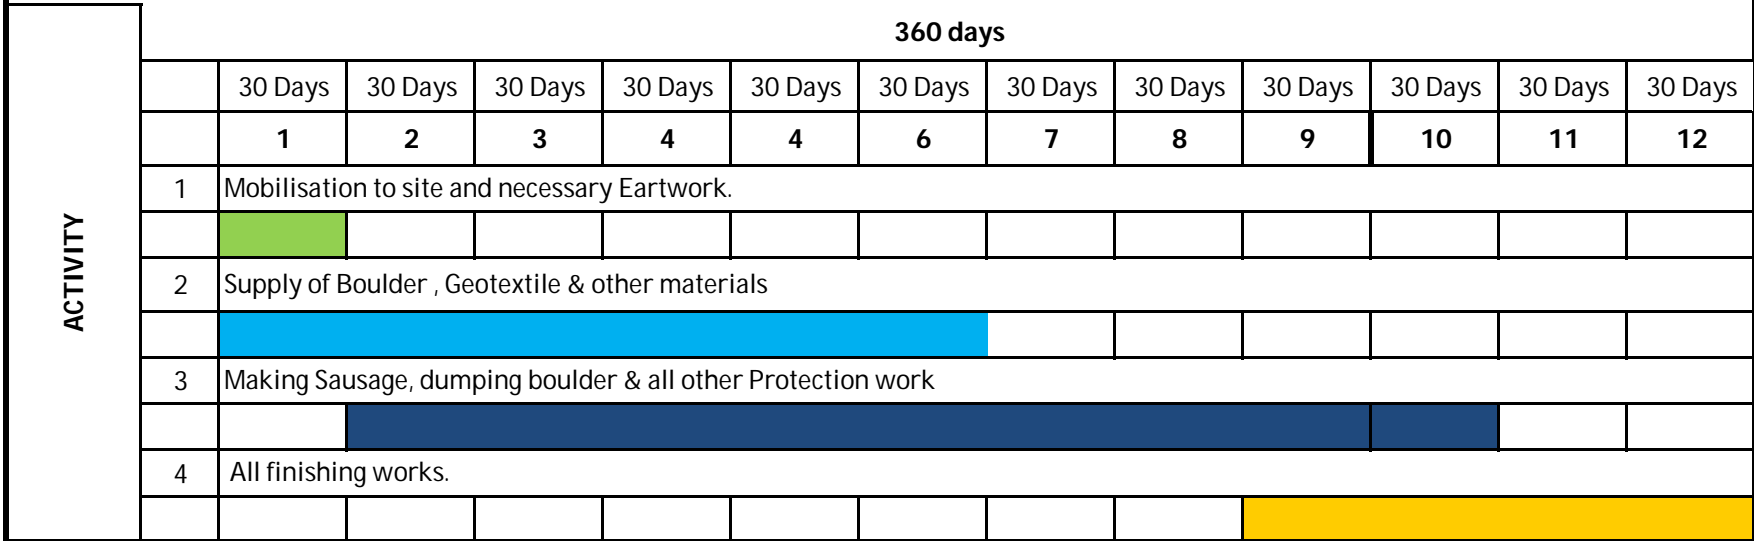 360 days
30 Days 30 Days 30 Days 30 Days 30 Days 30 Days 30 Days 30 Days 30 Days 30 Days 30 Days 30 Days
1 2 3 4 4 6 7 8 9 10 11 12
ACTIVITY
1 Mobilisation to site and necessary Eartwork.
2 Supply of Boulder , Geotextile & other materials
3 Making Sausage, dumping boulder & all other Protection work
4 All finishing works.